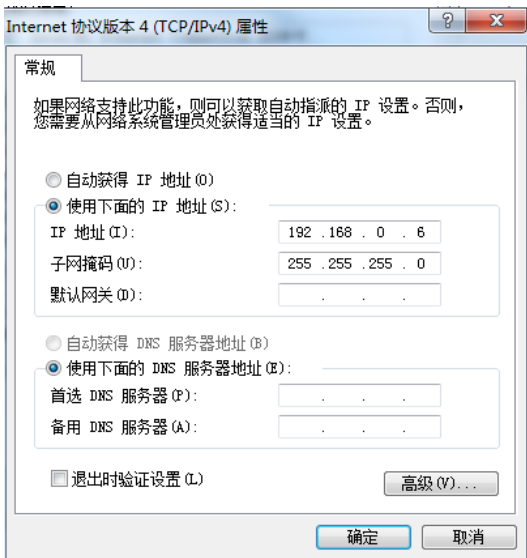 Internet 协议版本 4 (TCP/IPv4) 属性
常规
如果网络支持此功能，则可以获取自动指派的 IP 设置。否则，
您需要从网络系统管理员处获得适当的 IP 设置。
自动获得 IP 地址(O)
使用下面的 IP 地址(S):
IP 地址(I): 192 .168 . 0 . 6
子网掩码(U): 255 .255 .255 . 0
默认网关(D): . . .
自动获得 DNS 服务器地址(B)
使用下面的 DNS 服务器地址(E):
首选 DNS 服务器(P): . . .
备用 DNS 服务器(A): . . .
退出时验证设置(L)
高级(V)...
确定 取消